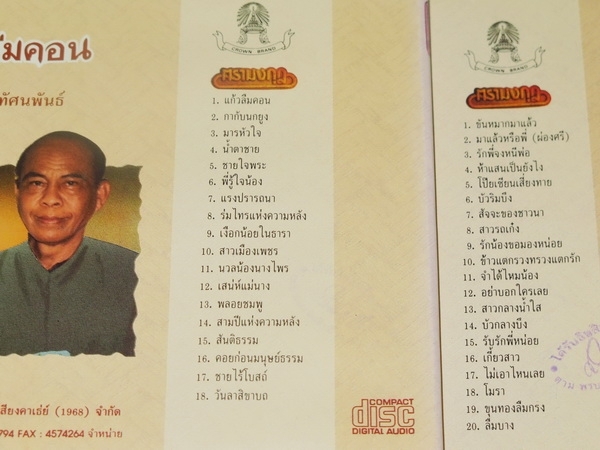 ืมคอน
ทัศนพันธ์
สียงคาเธ่ย์ (1968) จำกัด
794 FAX : 4574264 จำหน่าย
CROWN BRAND
ตรามงกุฎ
1. แก้วลืมคอน
2. กากับนกยูง
3. มารหัวใจ
4. น้ำตาชาย
5. ชายใจพระ
6. พี่รู้ใจน้อง
7. แรงปรารถนา
8. ร่มไทรแห่งความหลัง
9. เงือกน้อยในธารา
10. สาวเมืองเพชร
11. นวลน้องนางไพร
12. เสน่ห์แม่นาง
13. พลอยชมพู
14. สามปีแห่งความหลัง
15. สันติธรรม
16. คอยก่อนมนุษย์ธรรม
17. ชายไร้โบสถ์
18. วันลาสิขาบถ
COMPACT
disc
DIGITAL AUDIO
CROWN BRAND
ตรามงกุฎ
1. ขันหมากมาแล้ว
2. มาแล้วหรือพี่ (ผ่องศรี)
3. รักพี่จงหนีพ่อ
4. ห้าแสนเป็นยังไง
5. โป๊ยเซียนเสี่ยงทาย
6. บัวริมบึง
7. สัจจะของชาวนา
8. สาวรถเก๋ง
9. รักน้องขอมองหน่อย
10. ข้าวแตกรวงทรวงแตกรัก
11. จำได้ไหมน้อง
12. อย่าบอกใครเลย
13. สาวกลางน้ำใส
14. บัวกลางบึง
15. รับรักพี่หน่อย
16. เกี้ยวสาว
17. ไม่เอาไหนเลย
18. โมรา
19. ขุนทองลืมกรง
20. ลืมบาง